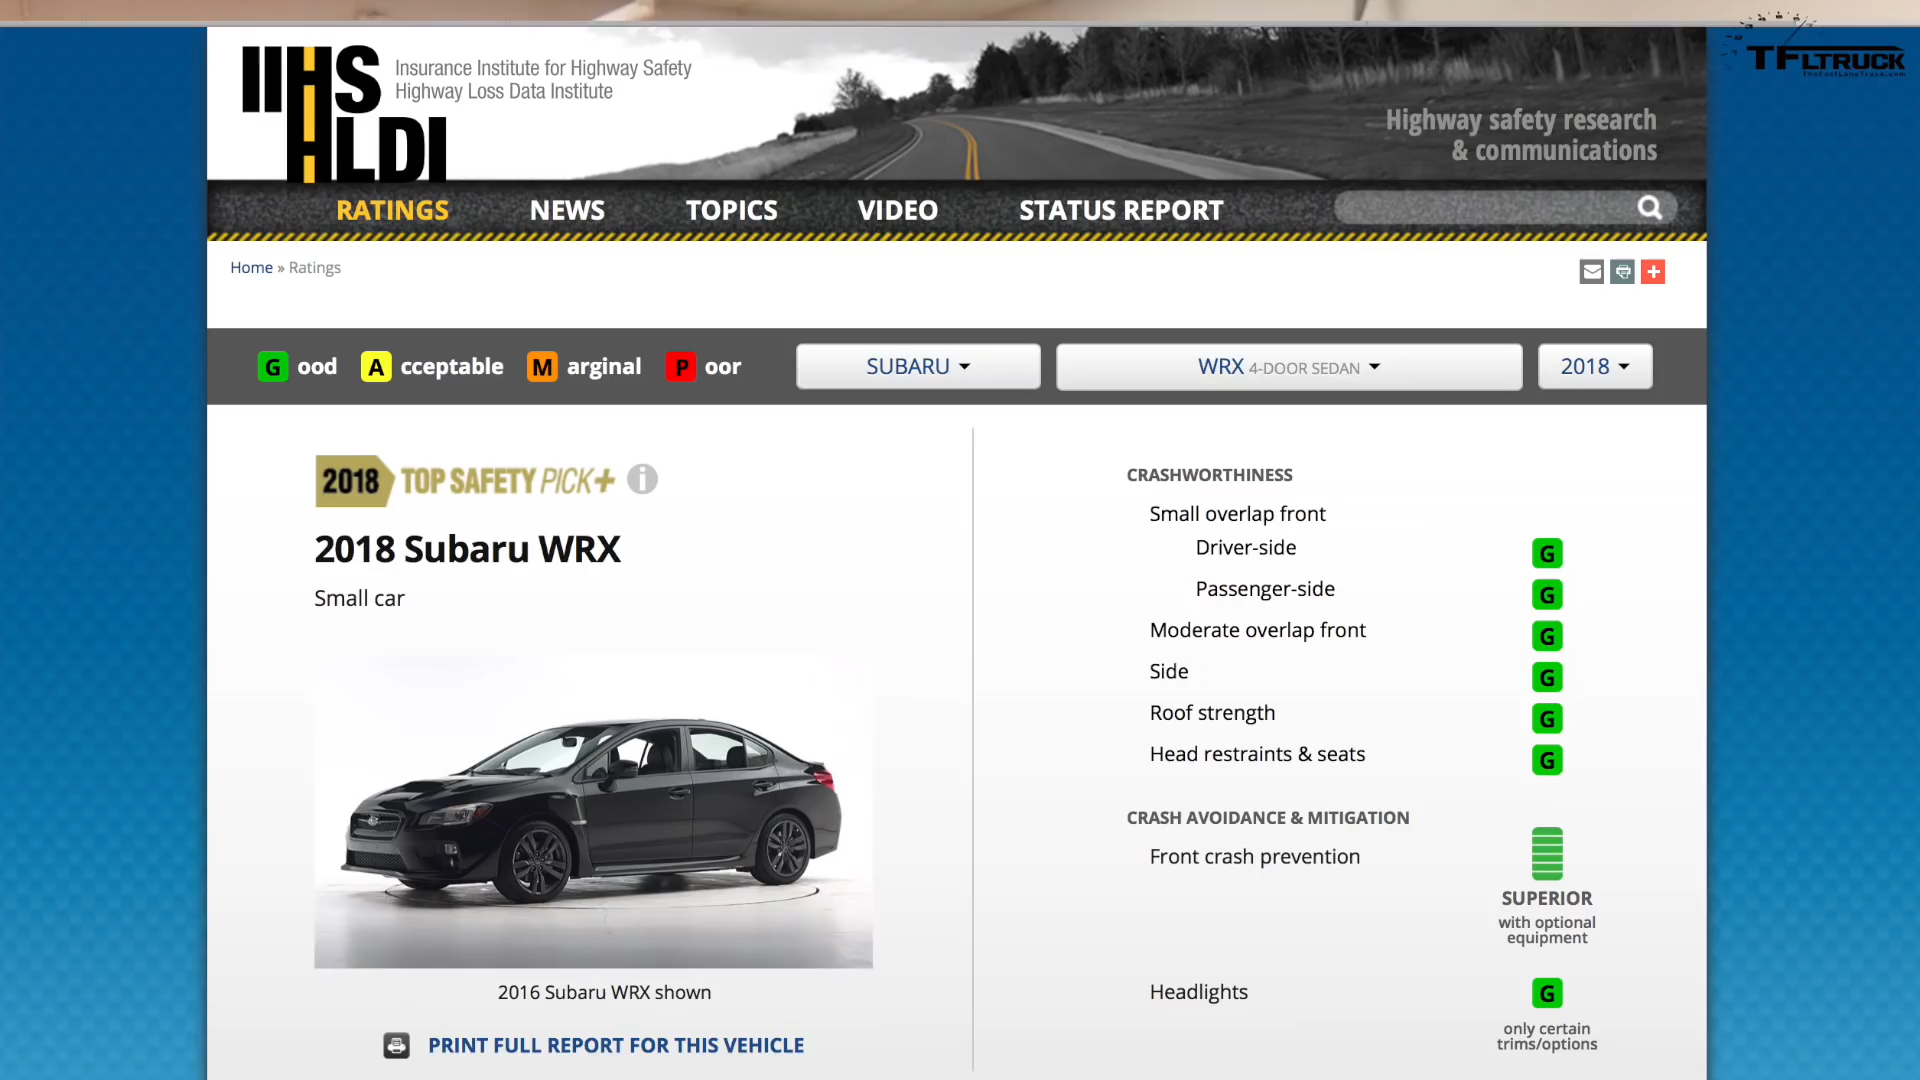 TFLTRUCK
TheFastLaneTruck.com
IIHS
HLDI
Insurance Institute for Highway Safety
Highway Loss Data Institute
Highway safety research
& communications
RATINGS NEWS TOPICS VIDEO STATUS REPORT
Home » Ratings
G ood A cceptable M arginal P oor SUBARU WRX 4-DOOR SEDAN 2018
2018 TOP SAFETY PICK+ i
2018 Subaru WRX
Small car
2016 Subaru WRX shown
PRINT FULL REPORT FOR THIS VEHICLE
CRASHWORTHINESS
Small overlap front
Driver-side G
Passenger-side G
Moderate overlap front G
Side G
Roof strength G
Head restraints & seats G
CRASH AVOIDANCE & MITIGATION
Front crash prevention
SUPERIOR
with optional
equipment
Headlights G
only certain
trims/options